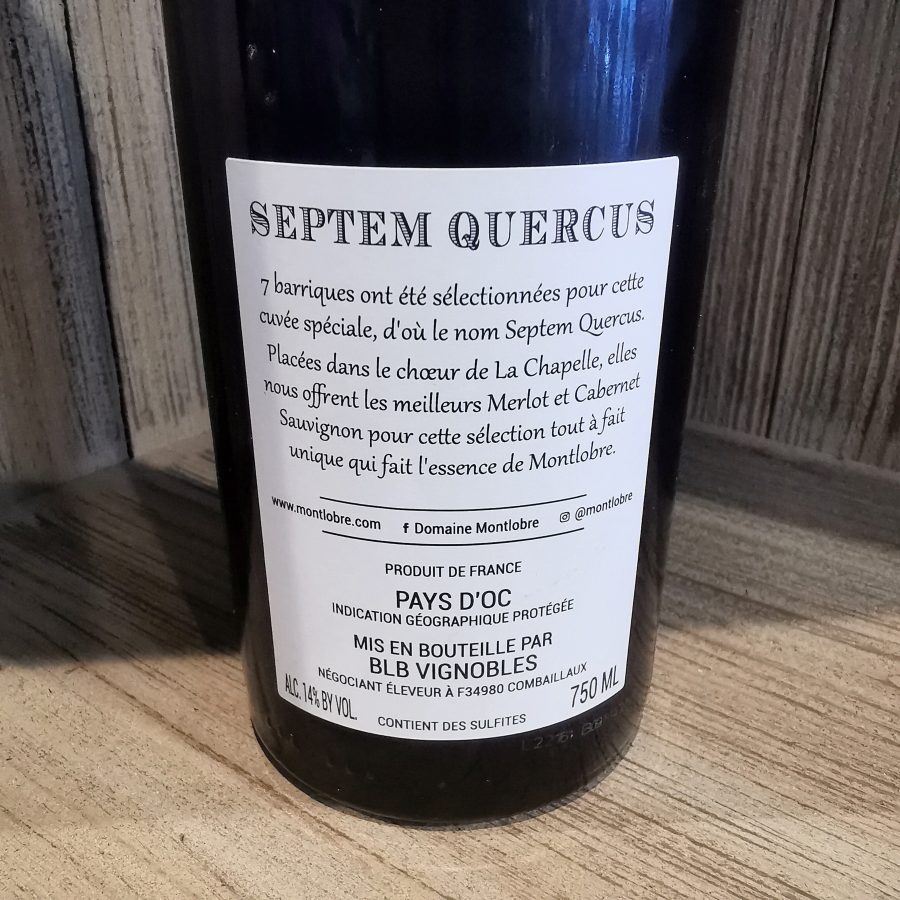 SEPTEM QUERCUS
7 barriques ont été sélectionnées pour cette
cuvée spéciale, d'où le nom Septem Quercus.
Placées dans le chœur de La Chapelle, elles
nous offrent les meilleurs Merlot et Cabernet
Sauvignon pour cette sélection tout à fait
unique qui fait l'essence de Montlobre.
www.montlobre.com f Domaine Montlobre @montlobre
PRODUIT DE FRANCE
PAYS D'OC
INDICATION GÉOGRAPHIQUE PROTÉGÉE
MIS EN BOUTEILLE PAR
BLB VIGNOBLES
NÉGOCIANT ÉLEVEUR À F34980 COMBAILLAUX
ALC. 14% BY VOL. 750 ML
CONTIENT DES SULFITES